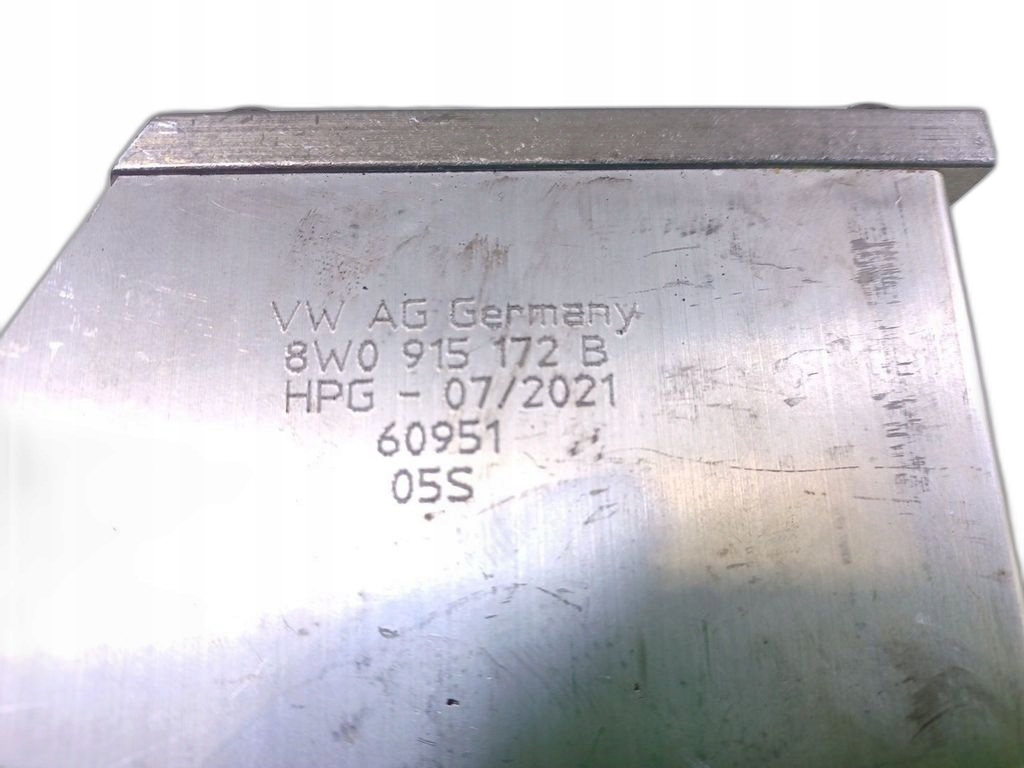 VW AG Germany
8W0 915 172 B
HPG - 07/2021
60951
05S